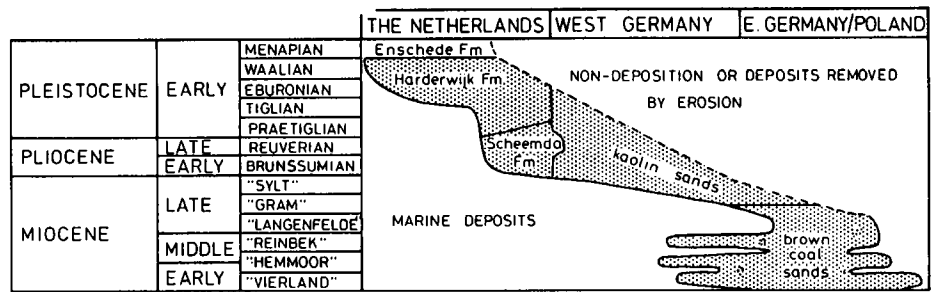 THE NETHERLANDS WEST GERMANY E. GERMANY/POLAND
PLEISTOCENE EARLY
MENAPIAN
WAALIAN
EBURONIAN
TIGLIAN
PRAETIGLIAN
PLIOCENE
LATE REUVERIAN
EARLY BRUNSSUMIAN
MIOCENE
LATE
"SYLT"
"GRAM"
"LANGENFELDE"
MIDDLE "REINBEK"
"HEMMOOR"
EARLY "VIERLAND"
Enschede Fm
Harderwijk Fm.
NON-DEPOSITION OR DEPOSITS REMOVED
BY EROSION
Scheemda
Fm
kaolin sands
MARINE DEPOSITS
brown
coal
sands
?